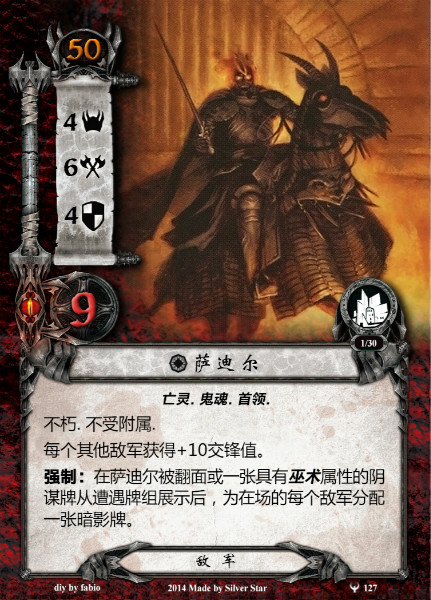 50
4
6
4
9
1/30
萨迪尔
亡灵. 鬼魂. 首领.
不朽. 不受附属.
每个其他敌军获得+10交锋值。
强制：在萨迪尔被翻面或一张具有巫术属性的阴
谋牌从遭遇牌组展示后，为在场的每个敌军分配
一张暗影牌。
敌 军
diy by fabio 2014 Made by Silver Star 127